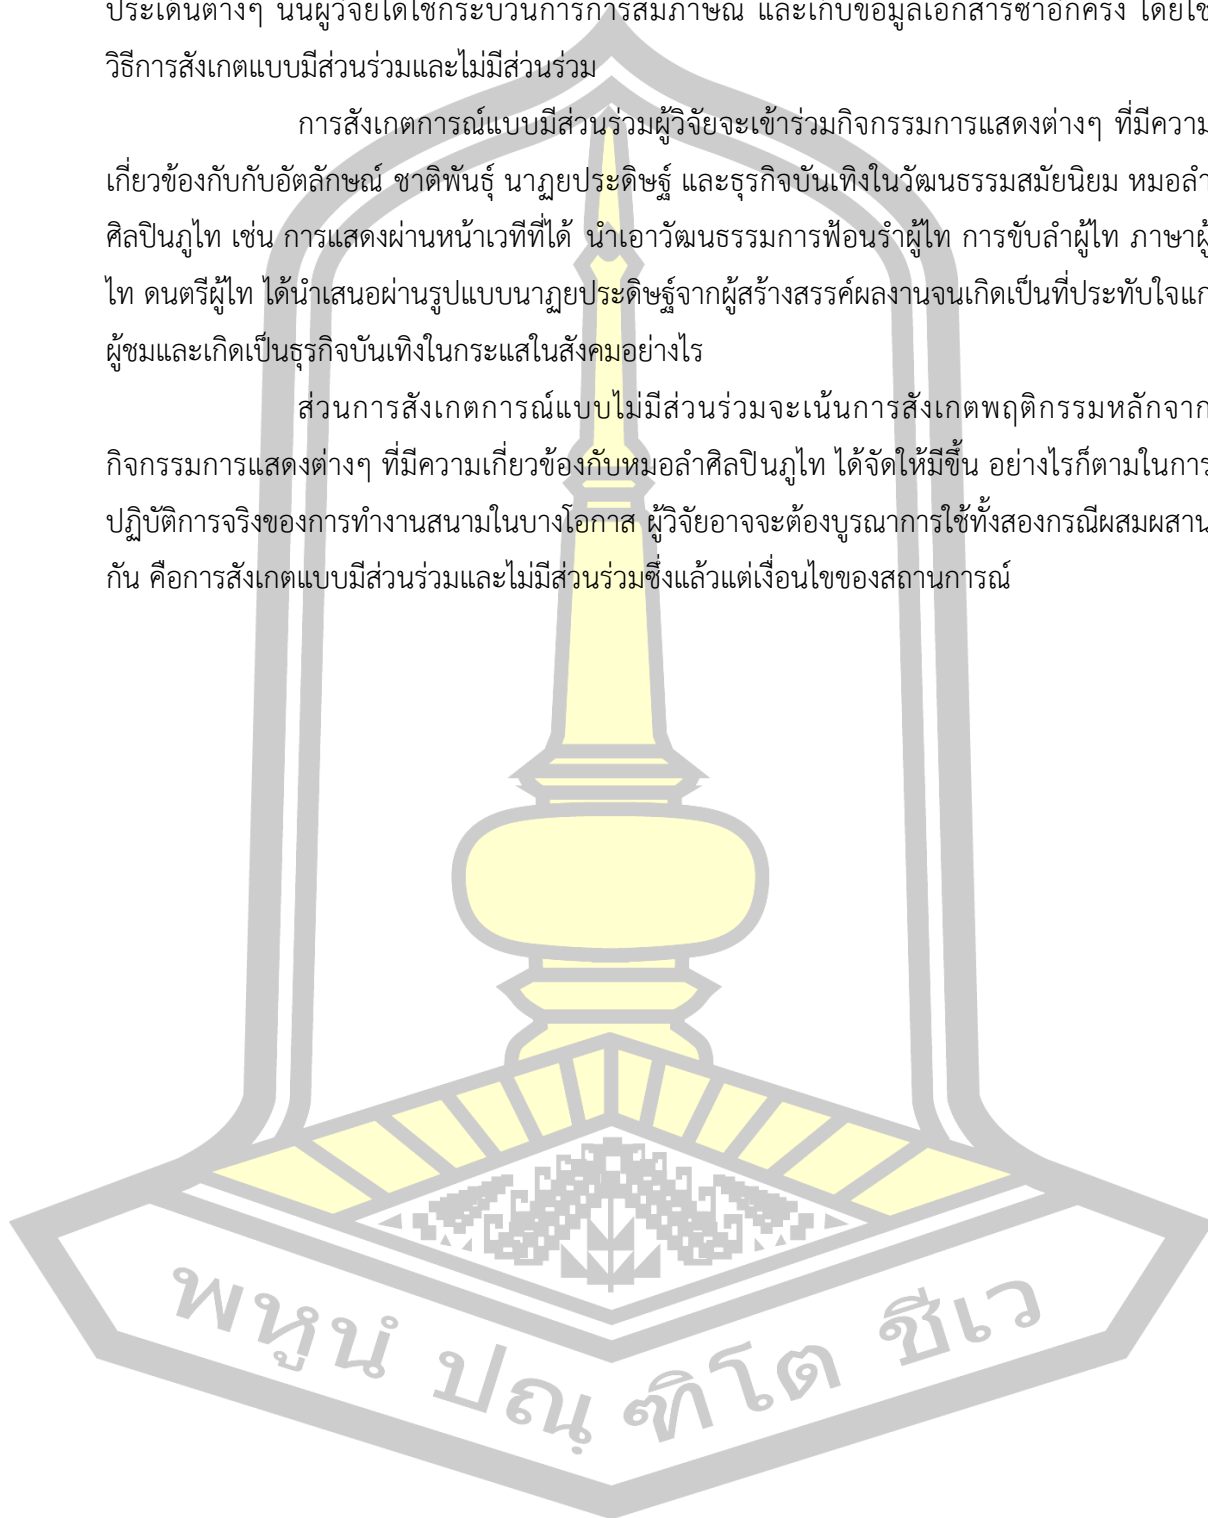 ประเด็นต่างๆ นั้นผู้วิจัยได้ใช้กระบวนการการสัมภาษณ์ และเก็บข้อมูลเอกสารซ้ำอีกครั้ง โดยใช้
วิธีการสังเกตแบบมีส่วนร่วมและไม่มีส่วนร่วม
การสังเกตการณ์แบบมีส่วนร่วมผู้วิจัยจะเข้าร่วมกิจกรรมการแสดงต่างๆ ที่มีความ
เกี่ยวข้องกับกับอัตลักษณ์ ชาติพันธุ์ นาฏยประดิษฐ์ และธุรกิจบันเทิงในวัฒนธรรมสมัยนิยม หมอลำ
ศิลปินภูไท เช่น การแสดงผ่านหน้าเวทีที่ได้ นำเอาวัฒนธรรมการฟ้อนรำผู้ไท การขับลำผู้ไท ภาษาผู้
ไท ดนตรีผู้ไท ได้นำเสนอผ่านรูปแบบนาฏยประดิษฐ์จากผู้สร้างสรรค์ผลงานจนเกิดเป็นที่ประทับใจแก่
ผู้ชมและเกิดเป็นธุรกิจบันเทิงในกระแสในสังคมอย่างไร
ส่วนการสังเกตการณ์แบบไม่มีส่วนร่วมจะเน้นการสังเกตพฤติกรรมหลักจาก
กิจกรรมการแสดงต่างๆ ที่มีความเกี่ยวข้องกับหมอลำศิลปินภูไท ได้จัดให้มีขึ้น อย่างไรก็ตามในการ
ปฏิบัติการจริงของการทำงานสนามในบางโอกาส ผู้วิจัยอาจจะต้องบูรณาการใช้ทั้งสองกรณีผสมผสาน
กัน คือการสังเกตแบบมีส่วนร่วมและไม่มีส่วนร่วมซึ่งแล้วแต่เงื่อนไขของสถานการณ์
พหูนํ ปณฺฑิโต ชีเว